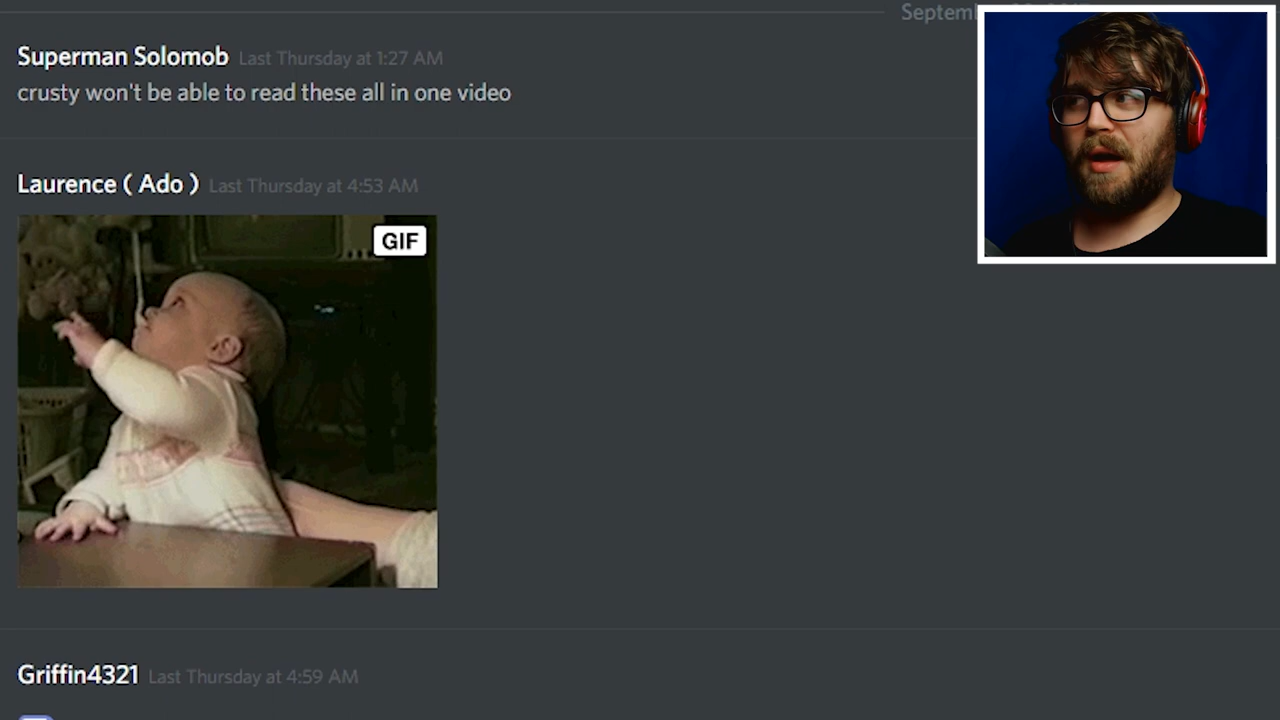 Superman Solomob Last Thursday at 1:27 AM
crusty won't be able to read these all in one video
Laurence ( Ado ) Last Thursday at 4:53 AM
GIF
Griffin4321 Last Thursday at 4:59 AM